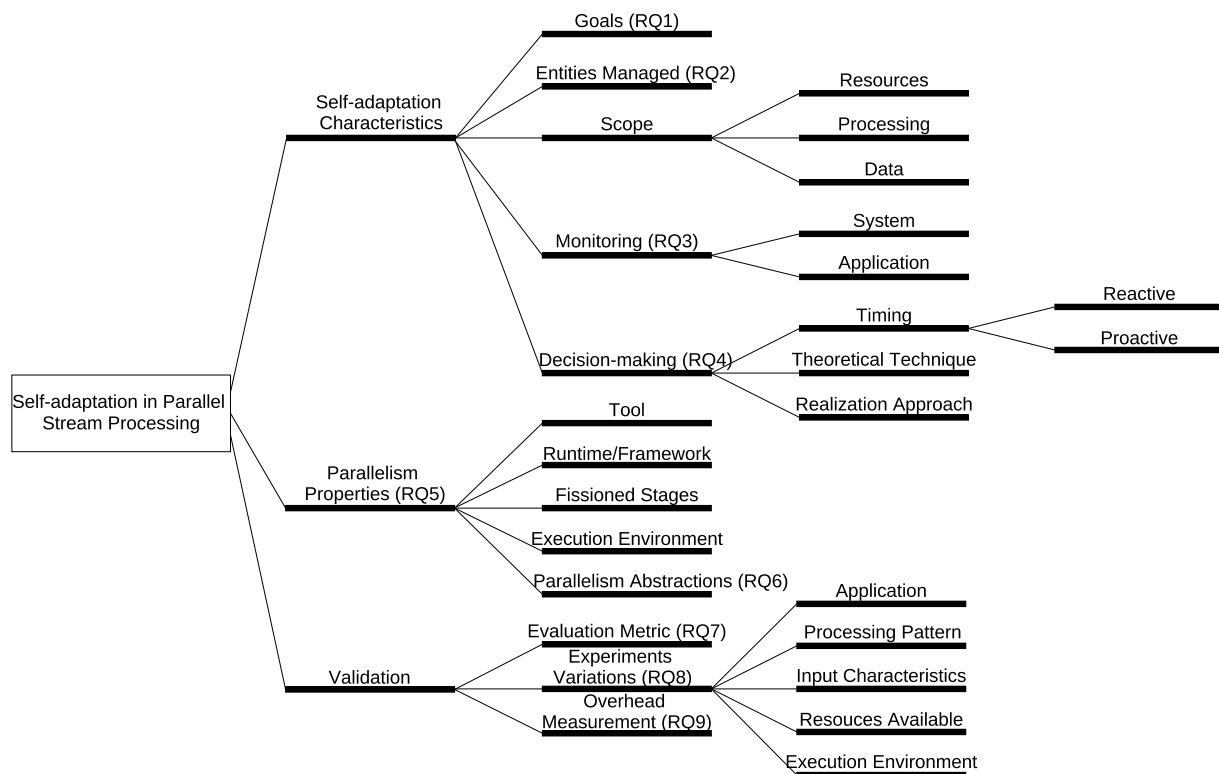 Self-adaptation in Parallel
Stream Processing
Self-adaptation
Characteristics
Goals (RQ1)
Entities Managed (RQ2)
Scope
Resources
Processing
Data
Monitoring (RQ3)
System
Application
Decision-making (RQ4)
Timing
Reactive
Proactive
Theoretical Technique
Realization Approach
Parallelism
Properties (RQ5)
Tool
Runtime/Framework
Fissioned Stages
Execution Environment
Parallelism Abstractions (RQ6)
Validation
Evaluation Metric (RQ7)
Experiments
Variations (RQ8)
Application
Processing Pattern
Input Characteristics
Resouces Available
Execution Environment
Overhead
Measurement (RQ9)